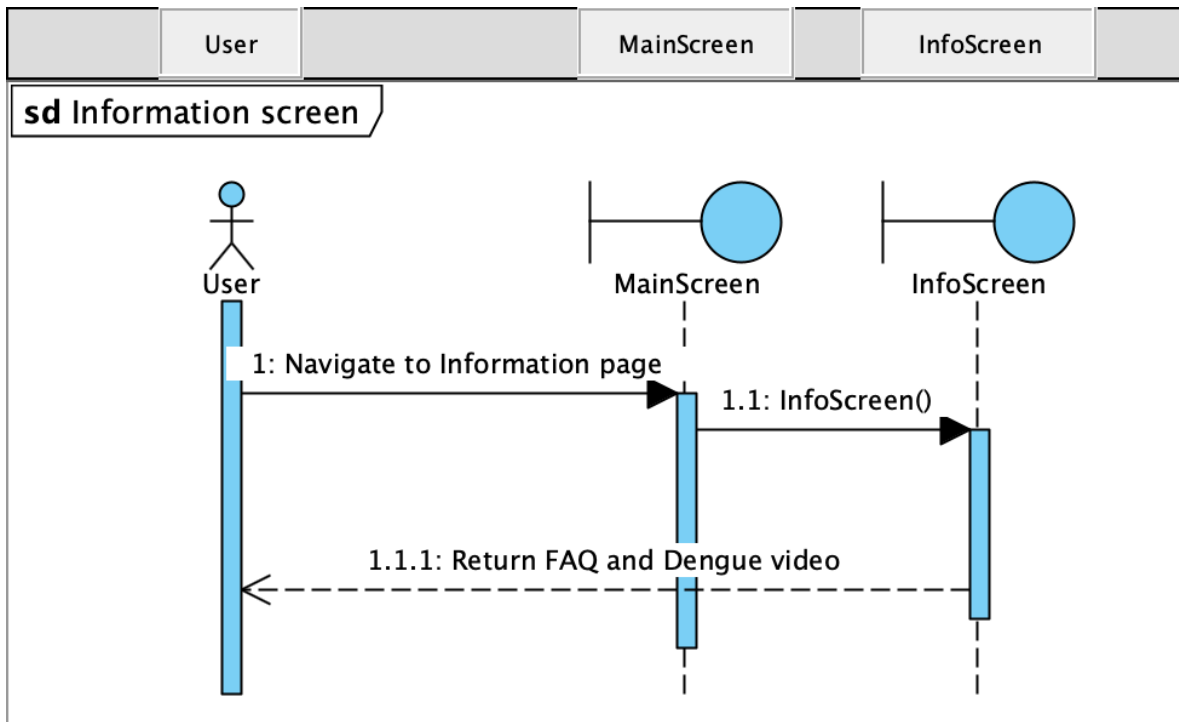 User
MainScreen
InfoScreen
sd Information screen
User
MainScreen
InfoScreen
1: Navigate to Information page
1.1: InfoScreen()
1.1.1: Return FAQ and Dengue video